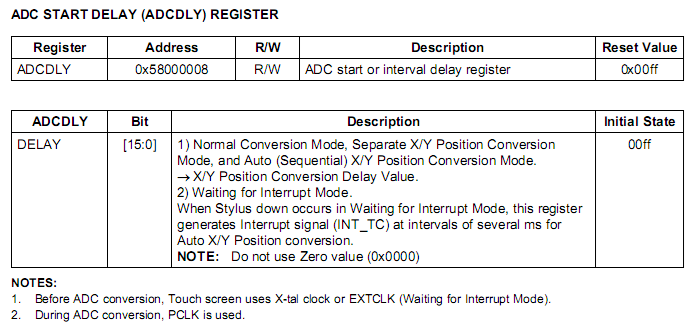 ADC START DELAY (ADCDLY) REGISTER
Register Address R/W Description Reset Value
ADCDLY 0x58000008 R/W ADC start or interval delay register 0x00ff
ADCDLY Bit Description Initial State
DELAY [15:0] 1) Normal Conversion Mode, Separate X/Y Position Conversion 00ff
Mode, and Auto (Sequential) X/Y Position Conversion Mode.
→ X/Y Position Conversion Delay Value.
2) Waiting for Interrupt Mode.
When Stylus down occurs in Waiting for Interrupt Mode, this register
generates Interrupt signal (INT_TC) at intervals of several ms for
Auto X/Y Position conversion.
NOTE: Do not use Zero value (0x0000)
NOTES:
1. Before ADC conversion, Touch screen uses X-tal clock or EXTCLK (Waiting for Interrupt Mode).
2. During ADC conversion, PCLK is used.